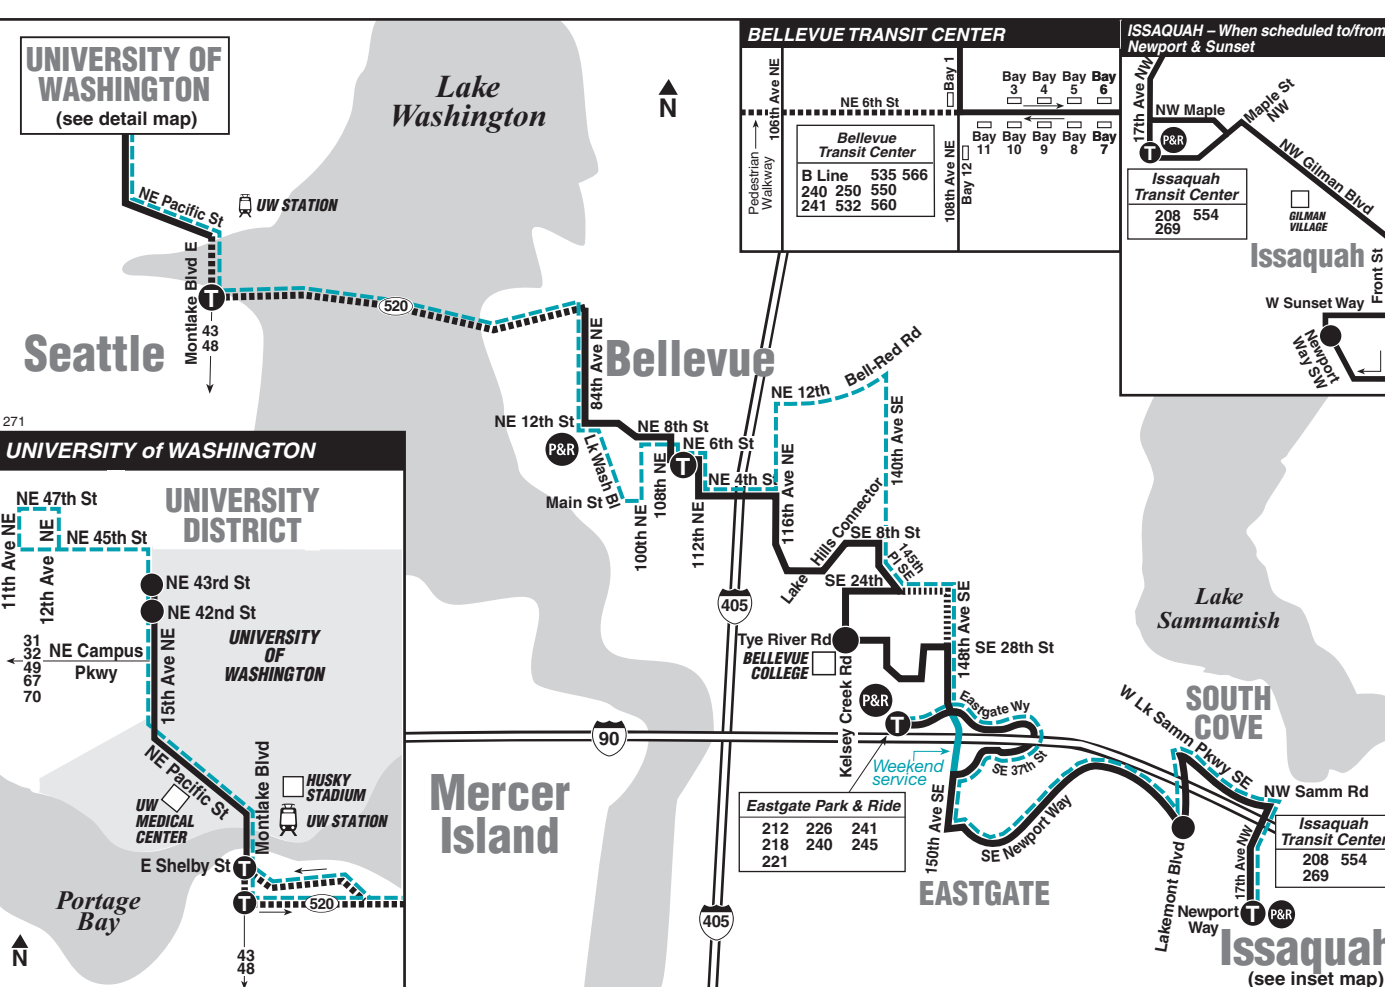 UNIVERSITY OF
WASHINGTON
(see detail map)
Lake
Washington
N
NE Pacific St
UW STATION
Montlake Blvd E
T
43
48
520
Seattle
Bellevue
271
84th Ave NE
NE 12th St
P&R
Lk Wash Bl
Main St
100th NE
108th NE
NE 8th St
NE 6th St
T
NE 4th St
112th NE
116th Ave NE
NE 12th
Bell-Red Rd
140th Ave SE
Lake Hills Connector
SE 8th St
145th
Pl SE
SE 24th
148th Ave SE
405
Tye River Rd
BELLEVUE
COLLEGE
Kelsey Creek Rd
SE 28th St
P&R
T
Eastgate Wy
SE 37th St
Weekend
service
90
Mercer
Island
405
Eastgate Park & Ride
212 226 241
218 240 245
221
150th Ave SE
SE Newport Way
EASTGATE
Lake
Sammamish
SOUTH
COVE
W Lk Samm Pkwy SE
NW Samm Rd
Lakemont Blvd
17th Ave NW
Issaquah
Transit Center
208 554
269
Newport
Way
T
P&R
Issaquah
(see inset map)
BELLEVUE TRANSIT CENTER
106th Ave NE
NE 6th St
Pedestrian
Walkway
Bellevue
Transit Center
B Line 535 566
240 250 550
241 532 560
108th Ave NE
Bay 1
Bay 12
Bay Bay Bay Bay
3 4 5 6
Bay Bay Bay Bay Bay
11 10 9 8 7
ISSAQUAH – When scheduled to/from
Newport & Sunset
17th Ave NW
NW Maple
Maple St
NW
P&R
T
NW Gilman Blvd
Issaquah
Transit Center
208 554
269
GILMAN
VILLAGE
Issaquah
Front St
W Sunset Way
Newport
Way SW
UNIVERSITY of WASHINGTON
NE 47th St
11th Ave NE
12th Ave NE
NE 45th St
UNIVERSITY
DISTRICT
NE 43rd St
NE 42nd St
31
32
49
67
70
NE Campus
Pkwy
15th Ave NE
UNIVERSITY
OF
WASHINGTON
NE Pacific St
UW
MEDICAL
CENTER
Montlake Blvd
HUSKY
STADIUM
UW STATION
E Shelby St
T
T
520
Portage
Bay
N
43
48